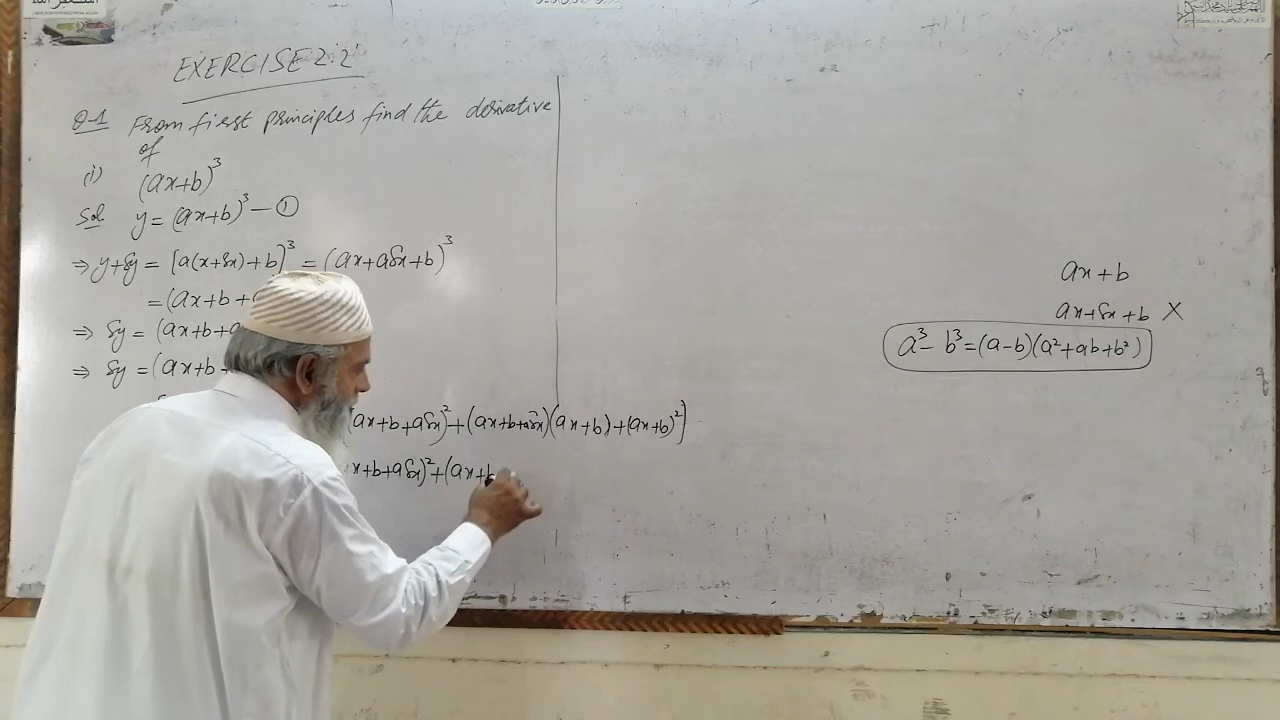 EXERCISE 2.2
Q-1 From first principles find the derivative
of
(i) (ax+b)³
Sol y = (ax+b)³ — ①
⇒ y+δy = [a(x+δx)+b]³ = (ax+aδx+b)³
= (ax+b+
⇒ δy = (ax+b+a
⇒ δy = (ax+b
(ax+b+aδx)²+(ax+b+aδx)(ax+b)+(ax+b)²]
x+b+aδx)²+(ax+b
ax+b
ax+δx+b ×
a³-b³=(a-b)(a²+ab+b²)